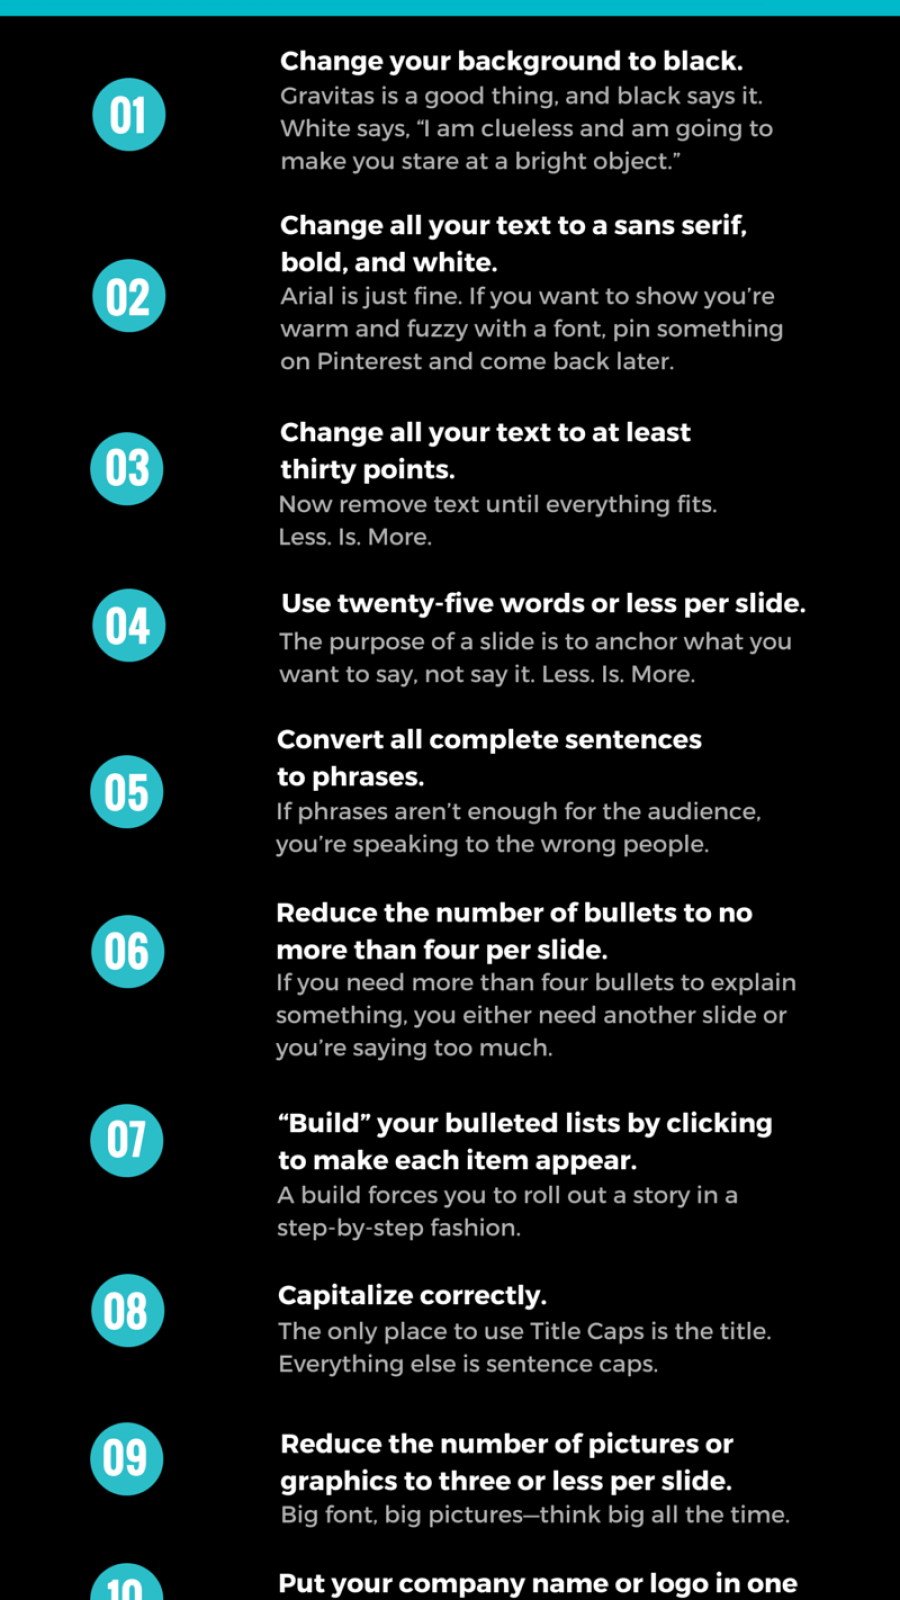 01
Change your background to black.
Gravitas is a good thing, and black says it.
White says, “I am clueless and am going to
make you stare at a bright object.”
02
Change all your text to a sans serif,
bold, and white.
Arial is just fine. If you want to show you’re
warm and fuzzy with a font, pin something
on Pinterest and come back later.
03
Change all your text to at least
thirty points.
Now remove text until everything fits.
Less. Is. More.
04
Use twenty-five words or less per slide.
The purpose of a slide is to anchor what you
want to say, not say it. Less. Is. More.
05
Convert all complete sentences
to phrases.
If phrases aren’t enough for the audience,
you’re speaking to the wrong people.
06
Reduce the number of bullets to no
more than four per slide.
If you need more than four bullets to explain
something, you either need another slide or
you’re saying too much.
07
“Build” your bulleted lists by clicking
to make each item appear.
A build forces you to roll out a story in a
step-by-step fashion.
08
Capitalize correctly.
The only place to use Title Caps is the title.
Everything else is sentence caps.
09
Reduce the number of pictures or
graphics to three or less per slide.
Big font, big pictures—think big all the time.
10
Put your company name or logo in one